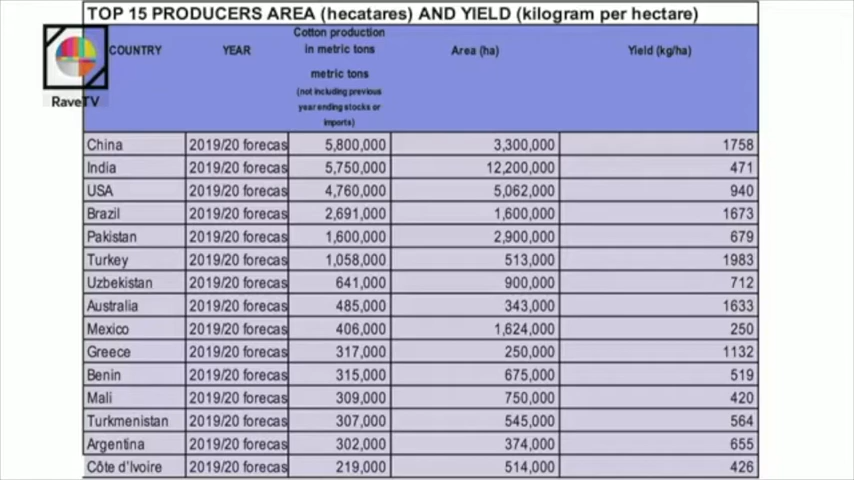 TOP 15 PRODUCERS AREA (hecatares) AND YIELD (kilogram per hectare)
COUNTRY YEAR Cotton production in metric tons metric tons (not including previous year ending stocks or imports) Area (ha) Yield (kg/ha)
RaveTV
China 2019/20 forecas 5,800,000 3,300,000 1758
India 2019/20 forecas 5,750,000 12,200,000 471
USA 2019/20 forecas 4,760,000 5,062,000 940
Brazil 2019/20 forecas 2,691,000 1,600,000 1673
Pakistan 2019/20 forecas 1,600,000 2,900,000 679
Turkey 2019/20 forecas 1,058,000 513,000 1983
Uzbekistan 2019/20 forecas 641,000 900,000 712
Australia 2019/20 forecas 485,000 343,000 1633
Mexico 2019/20 forecas 406,000 1,624,000 250
Greece 2019/20 forecas 317,000 250,000 1132
Benin 2019/20 forecas 315,000 675,000 519
Mali 2019/20 forecas 309,000 750,000 420
Turkmenistan 2019/20 forecas 307,000 545,000 564
Argentina 2019/20 forecas 302,000 374,000 655
Côte d'Ivoire 2019/20 forecas 219,000 514,000 426